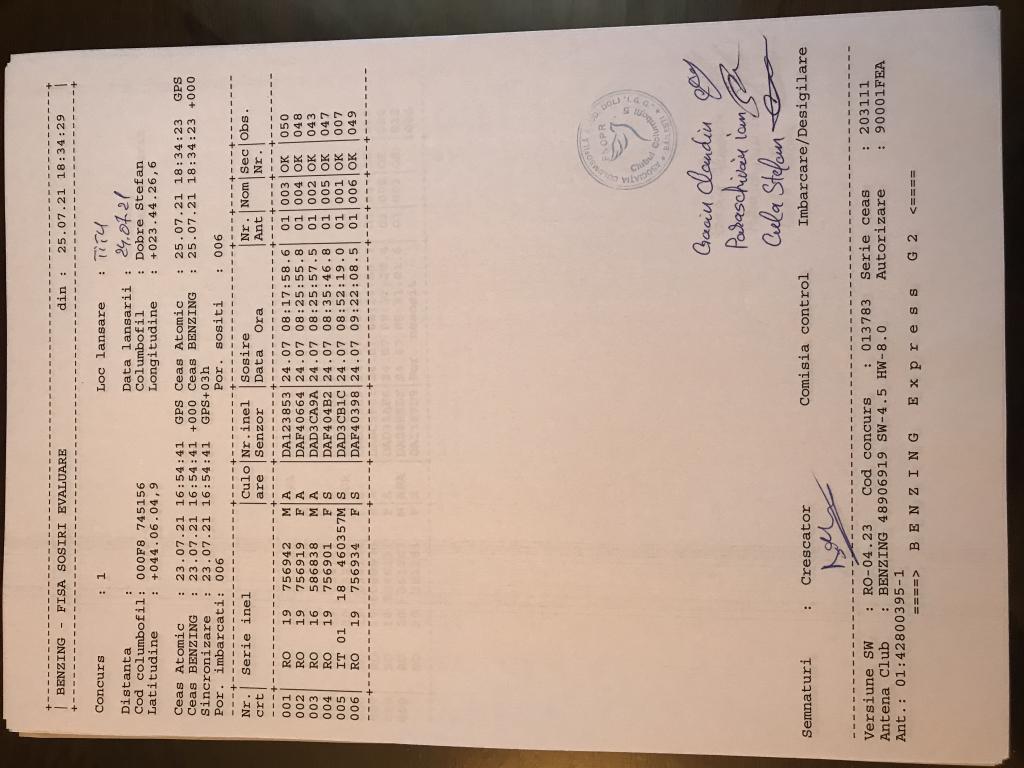 | BENZING - FISA SOSIRI EVALUARE din : 25.07.21 18:34:29 |
Concurs : 1 Loc lansare : TITU
Distanta : Data lansarii : 24.07.21
Cod columbofil: 000F8 745156 Columbofil : Dobre Stefan
Latitudine : +044.06.04,9 Longitudine : +023.44.26,6
Ceas Atomic : 23.07.21 16:54:41 GPS Ceas Atomic : 25.07.21 18:34:23 GPS
Ceas BENZING : 23.07.21 16:54:41 +000 Ceas BENZING : 25.07.21 18:34:23 +000
Sincronizare : 23.07.21 16:54:41 GPS+03h
Por. imbarcati: 006 Por. sositi : 006
Nr.| Serie inel |Culo|Nr.inel |Sosire |Nr. |Nom|Sec|Obs.
crt| |are |Senzor |Data Ora |Ant | |Nr.|
001 | RO 19 756942 M A |DA123853|24.07 08:17:58.6|01|003|OK |050
002 | RO 19 756919 F A |DAF40664|24.07 08:25:55.8|01|004|OK |048
003 | RO 16 586838 M A |DAD3CA9A|24.07 08:25:57.5|01|002|OK |043
004 | RO 19 756901 F S |DAF404B2|24.07 08:35:46.8|01|005|OK |047
005 | IT 01 18 460357M S |DAD3CB1C|24.07 08:52:19.0|01|001|OK |007
006 | RO 19 756934 F S |DAF40398|24.07 09:22:08.5|01|006|OK |049
FNCPR
Clubul Columbofil
Paraschivan
Stefan
Semnaturi : Crescator Comisia control Imbarcare/Desigilare
Versiune SW : RO-04.23 Cod concurs : 013783 Serie ceas : 203111
Antena Club : BENZING 48906919 SW-4.5 HW-8.0 Autorizare : 90001FEA
Ant.: 01:42800395-1
====> B E N Z I N G E x p r e s s G 2 <====